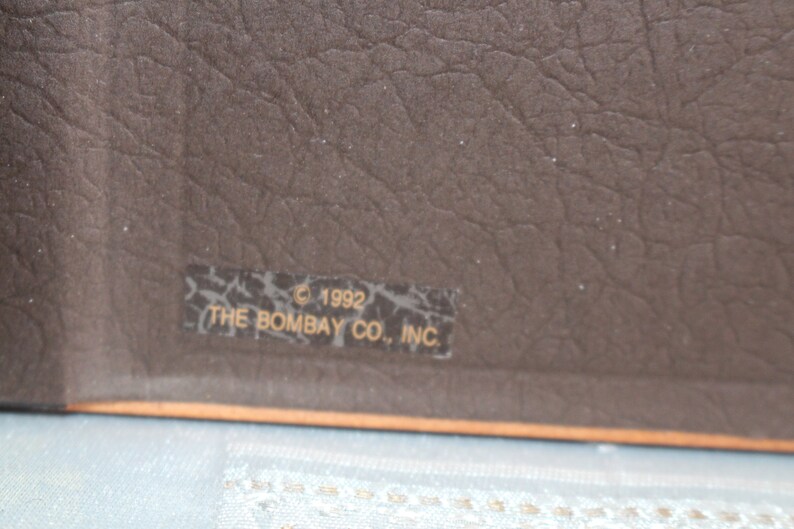 © 1992
THE BOMBAY CO., INC.